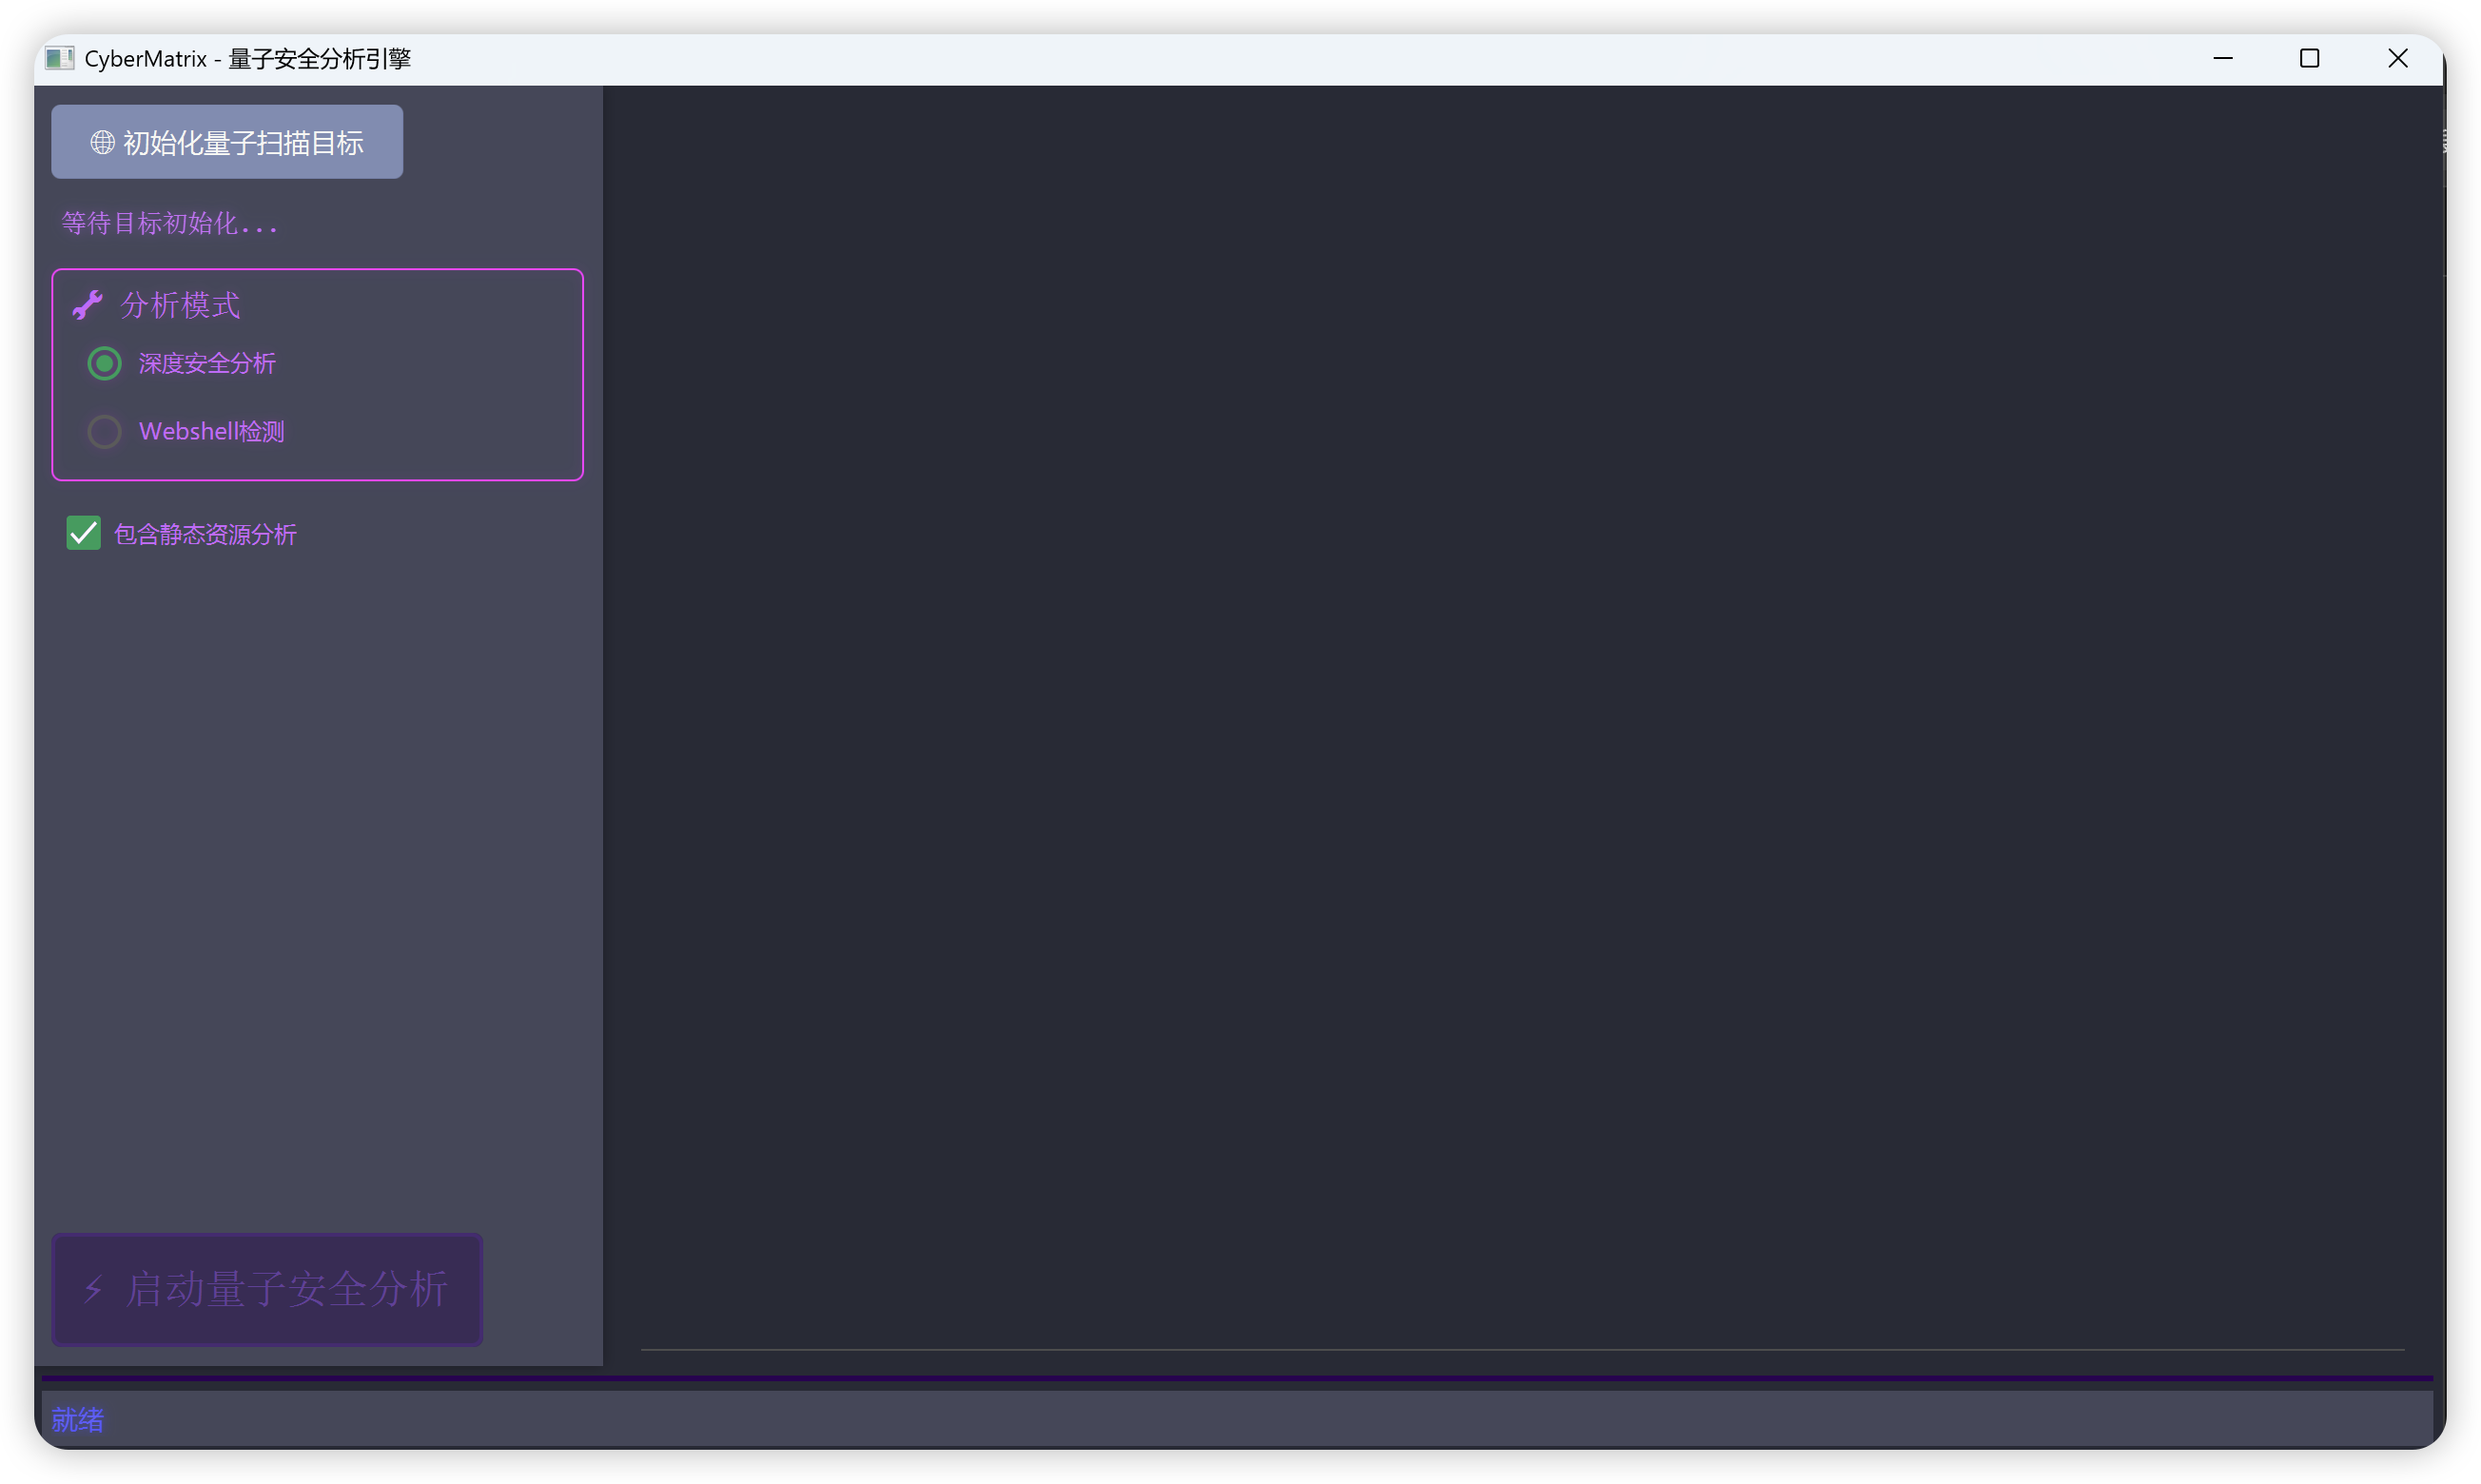 CyberMatrix - 量子安全分析引擎
初始化量子扫描目标
等待目标初始化...
分析模式
深度安全分析
Webshell检测
包含静态资源分析
启动量子安全分析
就绪